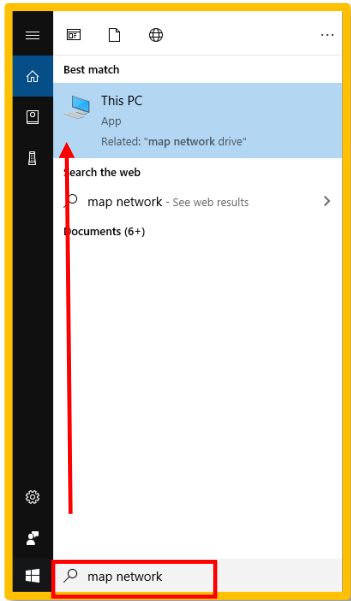 ...
Best match
This PC
App
Related: "map network drive"
Search the web
map network - See web results
Documents (6+)
map network